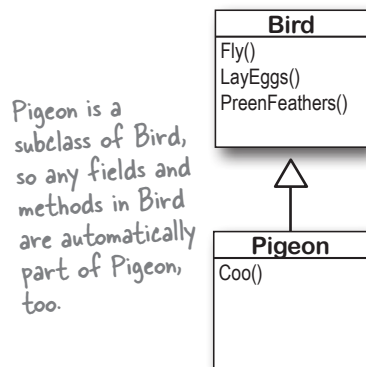 Bird
Fly()
LayEggs()
PreenFeathers()
Pigeon is a
subclass of Bird,
so any fields and
methods in Bird
are automatically
part of Pigeon,
too.
Pigeon
Coo()